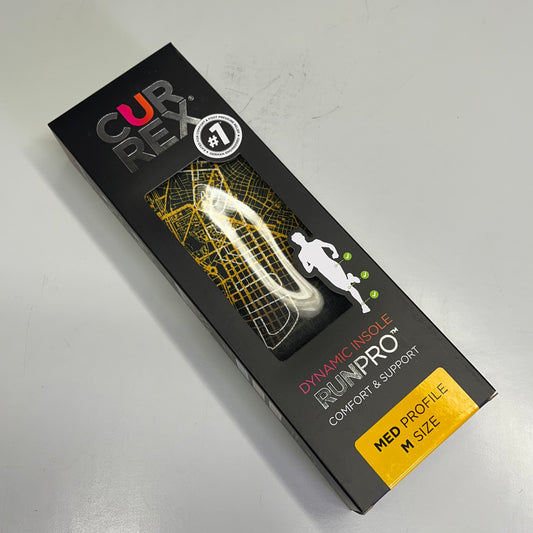 CUR
REX®
#1
DYNAMIC INSOLE
RUNPRO™
COMFORT & SUPPORT
MED PROFILE
M SIZE